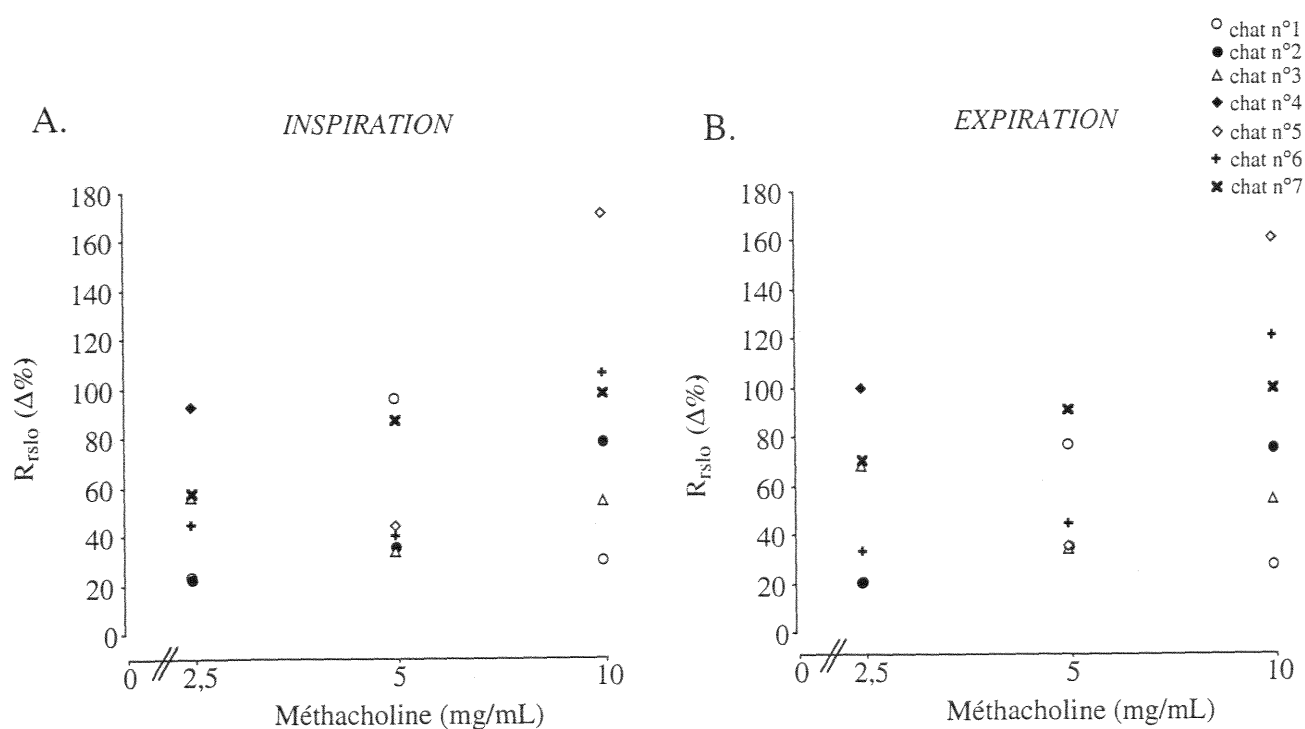 chat n°1
chat n°2
chat n°3
chat n°4
chat n°5
chat n°6
chat n°7
A.
INSPIRATION
180
160
140
120
100
80
60
40
20
0
Rrslo (Δ%)
0
2,5
5
10
Méthacholine (mg/mL)
B.
EXPIRATION
180
160
140
120
100
80
60
40
20
0
Rrslo (Δ%)
0
2,5
5
10
Méthacholine (mg/mL)